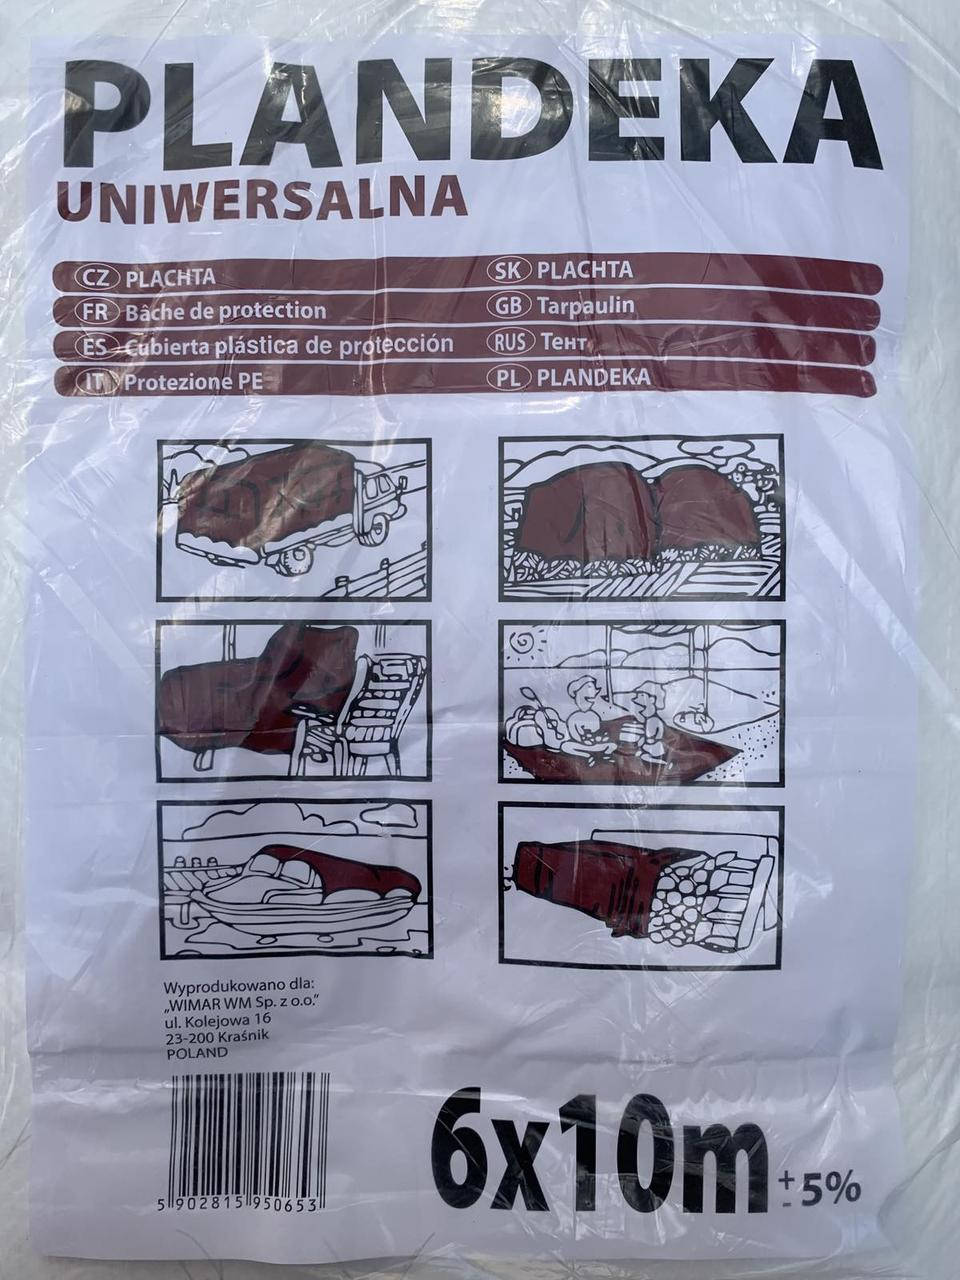 PLANDEKA
UNIWERSALNA
CZ PLACHTA
SK PLACHTA
FR Bâche de protection
GB Tarpaulin
ES Cubierta plástica de protección
RUS Тент
IT Protezione PE
PL PLANDEKA
Wyprodukowano dla:
„WIMAR WM Sp. z o.o.”
ul. Kolejowa 16
23-200 Kraśnik
POLAND
5 902815 950653
6x10m +- 5%